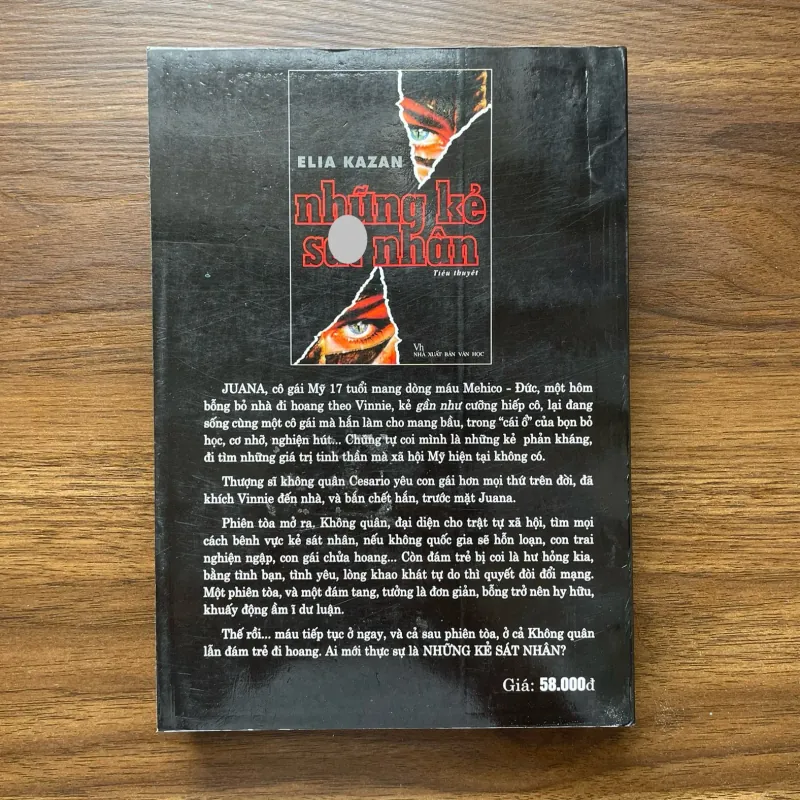 ELIA KAZAN
những kẻ
nhân
Tiểu thuyết
Vh
NHÀ XUẤT BẢN VĂN HỌC
JUANA, cô gái Mỹ 17 tuổi mang dòng máu Mehico - Đức, một hôm
bỗng bỏ nhà đi hoang theo Vinnie, kẻ gần như cưỡng hiếp cô, lại đang
sống cùng một cô gái mà hắn làm cho mang bầu, trong “cái ổ” của bọn bỏ
học, cơ nhỡ, nghiện hút... Chúng tự coi mình là những kẻ phản kháng,
đi tìm những giá trị tinh thần mà xã hội Mỹ hiện tại không có.
Thượng sĩ không quân Cesario yêu con gái hơn mọi thứ trên đời, đã
khích Vinnie đến nhà, và bắn chết hắn, trước mặt Juana.
Phiên tòa mở ra. Không quân, đại diện cho trật tự xã hội, tìm mọi
cách bênh vực kẻ sát nhân, nếu không quốc gia sẽ hỗn loạn, con trai
nghiện ngập, con gái chửa hoang... Còn đám trẻ bị coi là hư hỏng kia,
bằng tình bạn, tình yêu, lòng khao khát tự do thì quyết đòi đổi mạng.
Một phiên tòa, và một đám tang, tưởng là đơn giản, bỗng trở nên hy hữu,
khuấy động ầm ĩ dư luận.
Thế rồi... máu tiếp tục ở ngay, và cả sau phiên tòa, ở cả Không quân
lẫn đám trẻ đi hoang. Ai mới thực sự là NHỮNG KẺ SÁT NHÂN?
Giá: 58.000đ